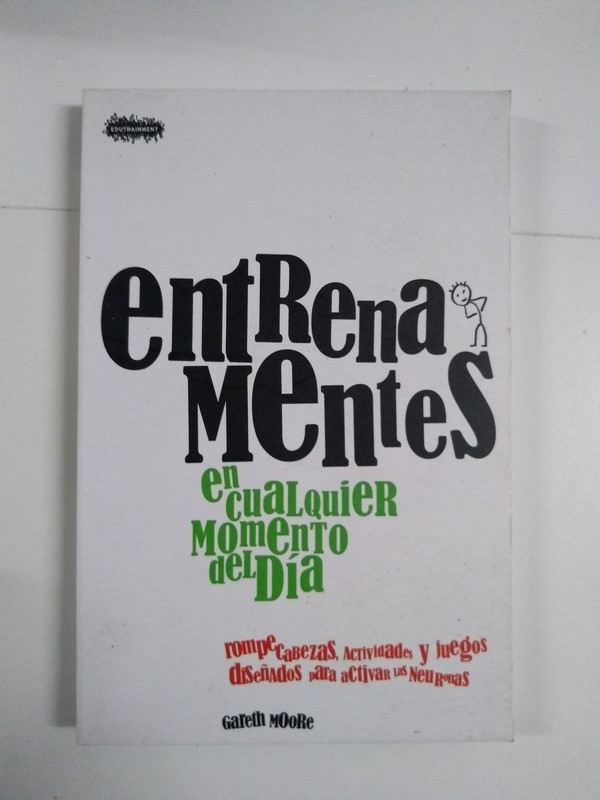 EDUTRAINMENT
entRena
Mentes
en
cuaLquieR
MomenTo
deL Día
rompecaBezas, Actividades y juegos
diseñados para activar las NeuRonas
Gareth MOoRe